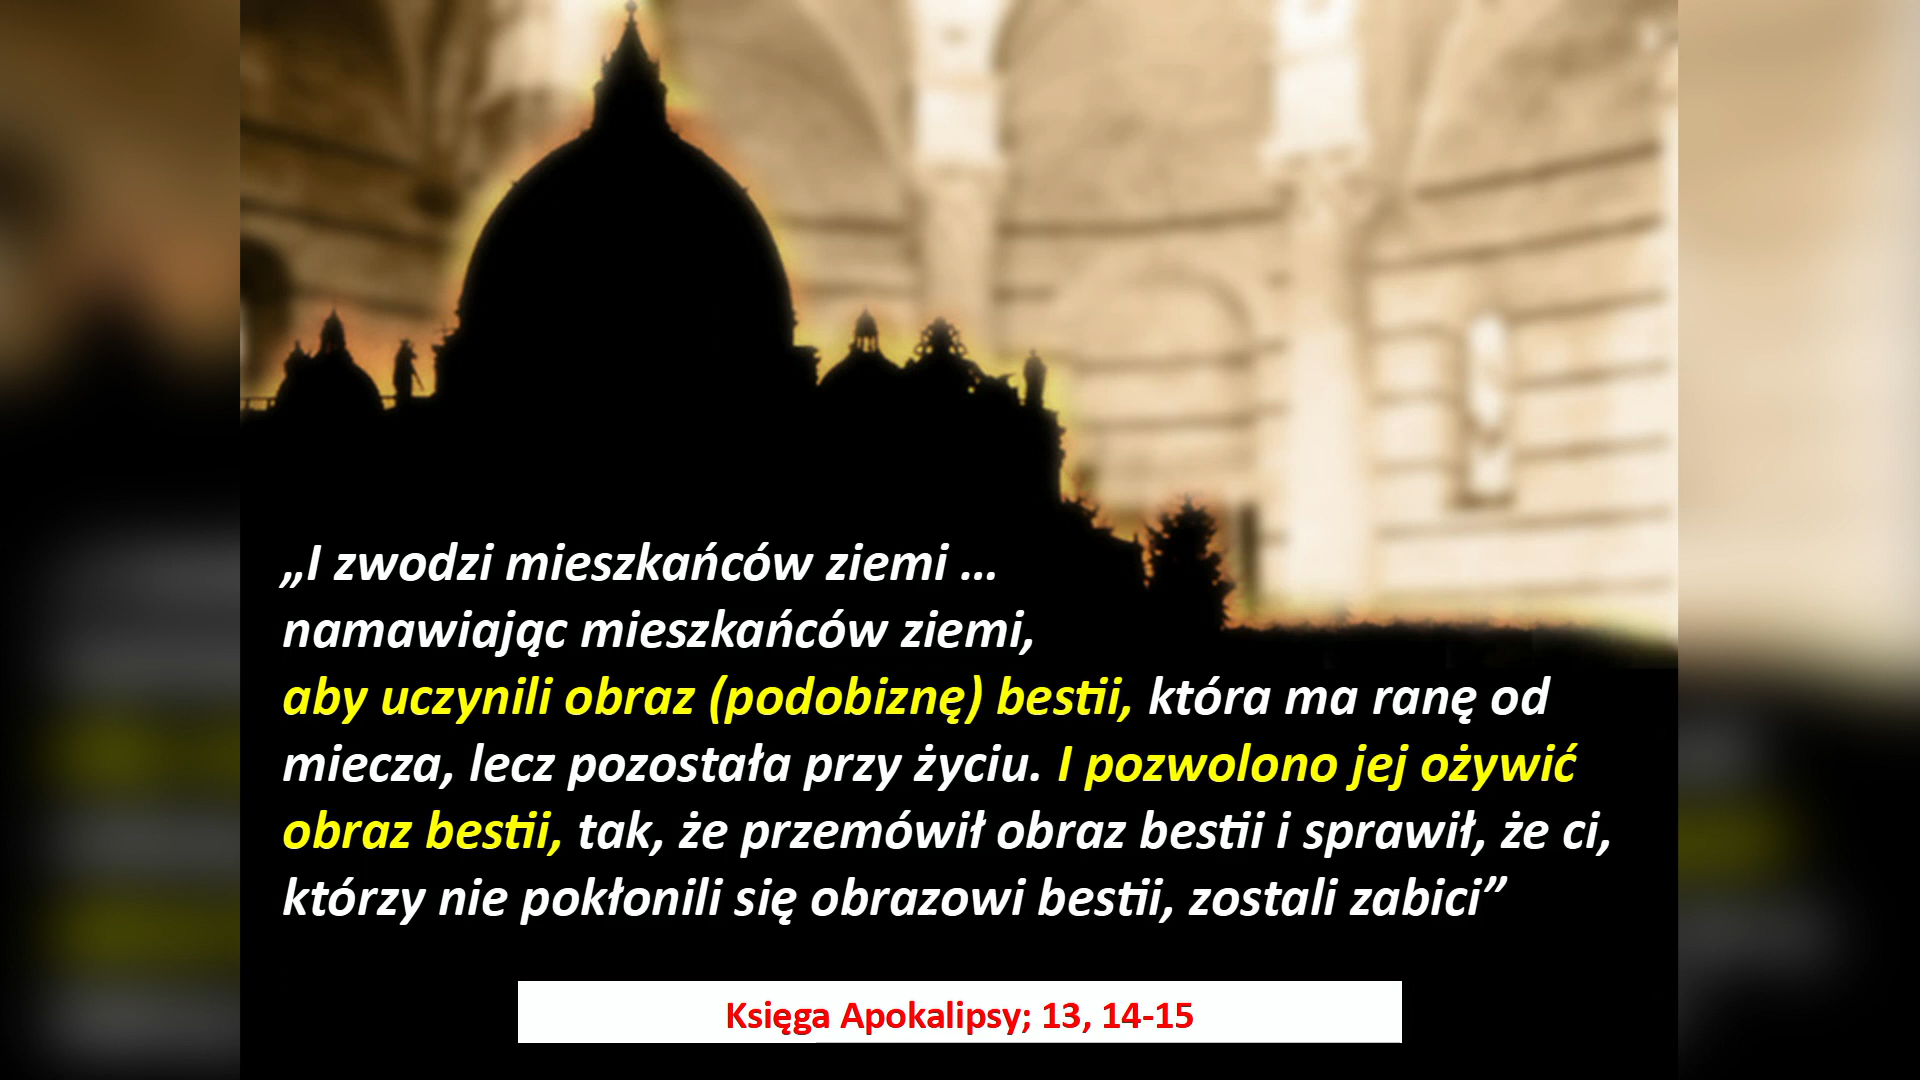 „I zwodzi mieszkańców ziemi ...
namawiając mieszkańców ziemi,
aby uczynili obraz (podobiznę) bestii, która ma ranę od
miecza, lecz pozostała przy życiu. I pozwolono jej ożywić
obraz bestii, tak, że przemówił obraz bestii i sprawił, że ci,
którzy nie pokłonili się obrazowi bestii, zostali zabici”
Księga Apokalipsy; 13, 14-15